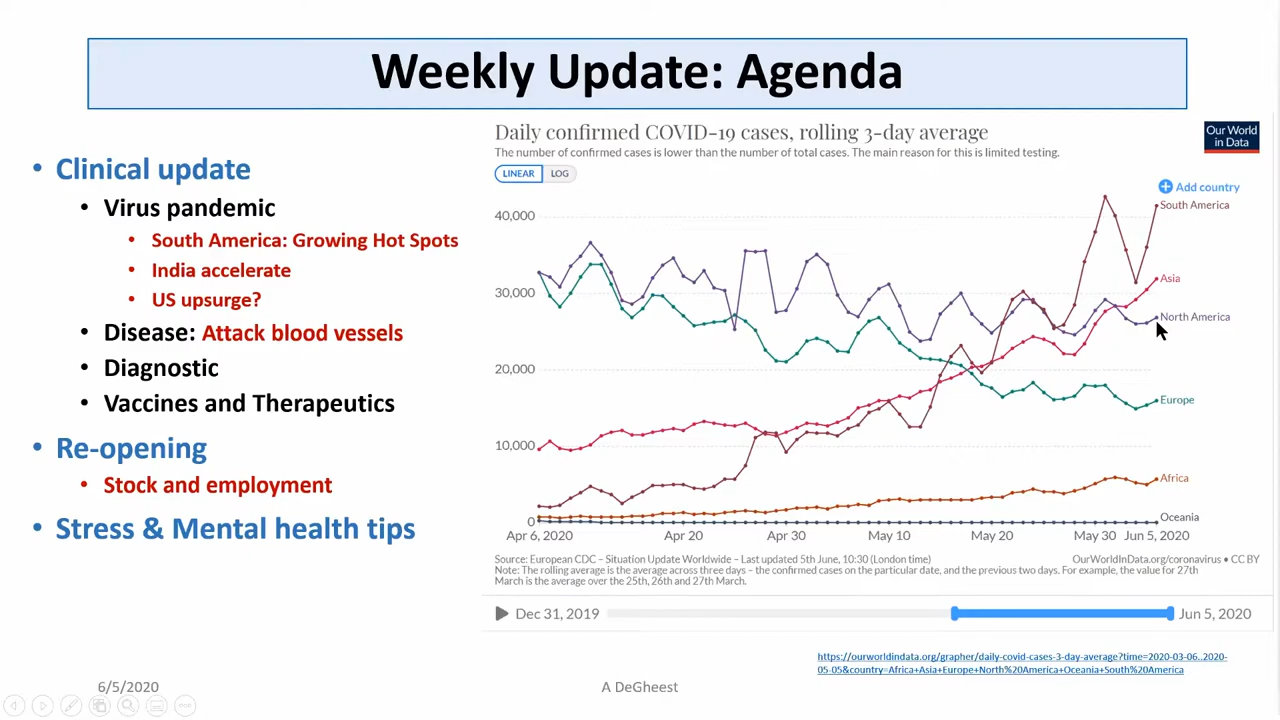 Weekly Update: Agenda
• Clinical update
• Virus pandemic
• South America: Growing Hot Spots
• India accelerate
• US upsurge?
• Disease: Attack blood vessels
• Diagnostic
• Vaccines and Therapeutics
• Re-opening
• Stock and employment
• Stress & Mental health tips
Daily confirmed COVID-19 cases, rolling 3-day average
The number of confirmed cases is lower than the number of total cases. The main reason for this is limited testing.
Our World
in Data
LINEAR LOG
Add country
40,000
30,000
20,000
10,000
0
South America
Asia
North America
Europe
Africa
Oceania
Apr 6, 2020 Apr 20 Apr 30 May 10 May 20 May 30 Jun 5, 2020
Source: European CDC – Situation Update Worldwide – Last updated 5th June, 10:30 (London time)
OurWorldInData.org/coronavirus • CC BY
Note: The rolling average is the average across three days – the confirmed cases on the particular date, and the previous two days. For example, the value for 27th
March is the average over the 25th, 26th and 27th March.
Dec 31, 2019 Jun 5, 2020
https://ourworldindata.org/grapher/daily-covid-cases-3-day-average?time=2020-03-06..2020-
05-05&country=Africa+Asia+Europe+North%20America+Oceania+South%20America
6/5/2020 A DeGheest